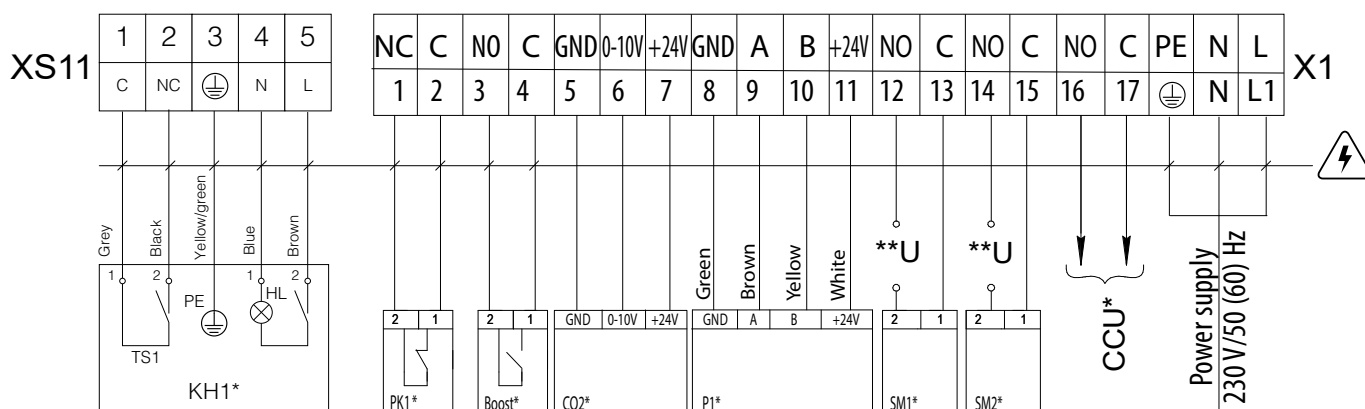 XS11
1 2 3 4 5
C NC N L
NC C NO C GND 0-10V +24V GND A B +24V NO C NO C NO C PE N L
1 2 3 4 5 6 7 8 9 10 11 12 13 14 15 16 17 N L1
X1
Grey Black Yellow/green Blue Brown
1 2 PE 1 HL 2
TS1
KH1*
Green Brown Yellow White
**U **U
CCU*
Power supply
230 V/50 (60) Hz
2 1 2 1 GND 0-10V +24V GND A B +24V 2 1 2 1
PK1* Boost* CO2* P1* SM1* SM2*